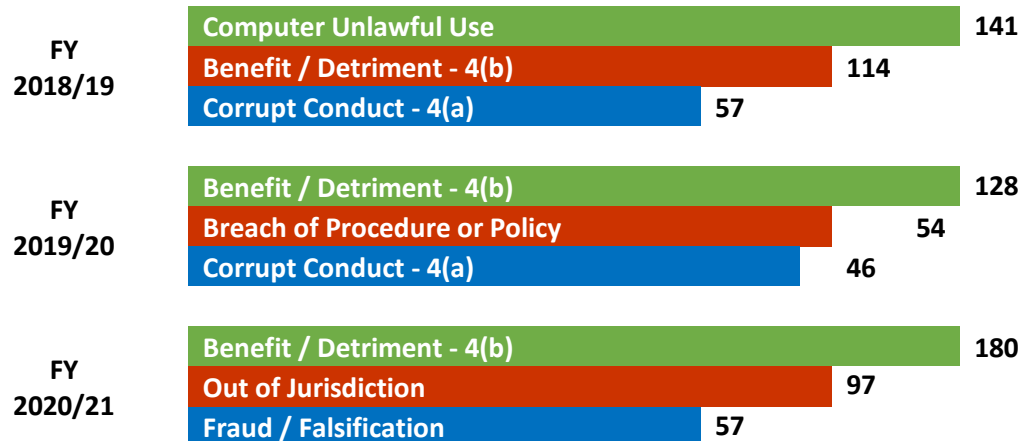 FY
2018/19
Computer Unlawful Use 141
Benefit / Detriment - 4(b) 114
Corrupt Conduct - 4(a) 57
FY
2019/20
Benefit / Detriment - 4(b) 128
Breach of Procedure or Policy 54
Corrupt Conduct - 4(a) 46
FY
2020/21
Benefit / Detriment - 4(b) 180
Out of Jurisdiction 97
Fraud / Falsification 57